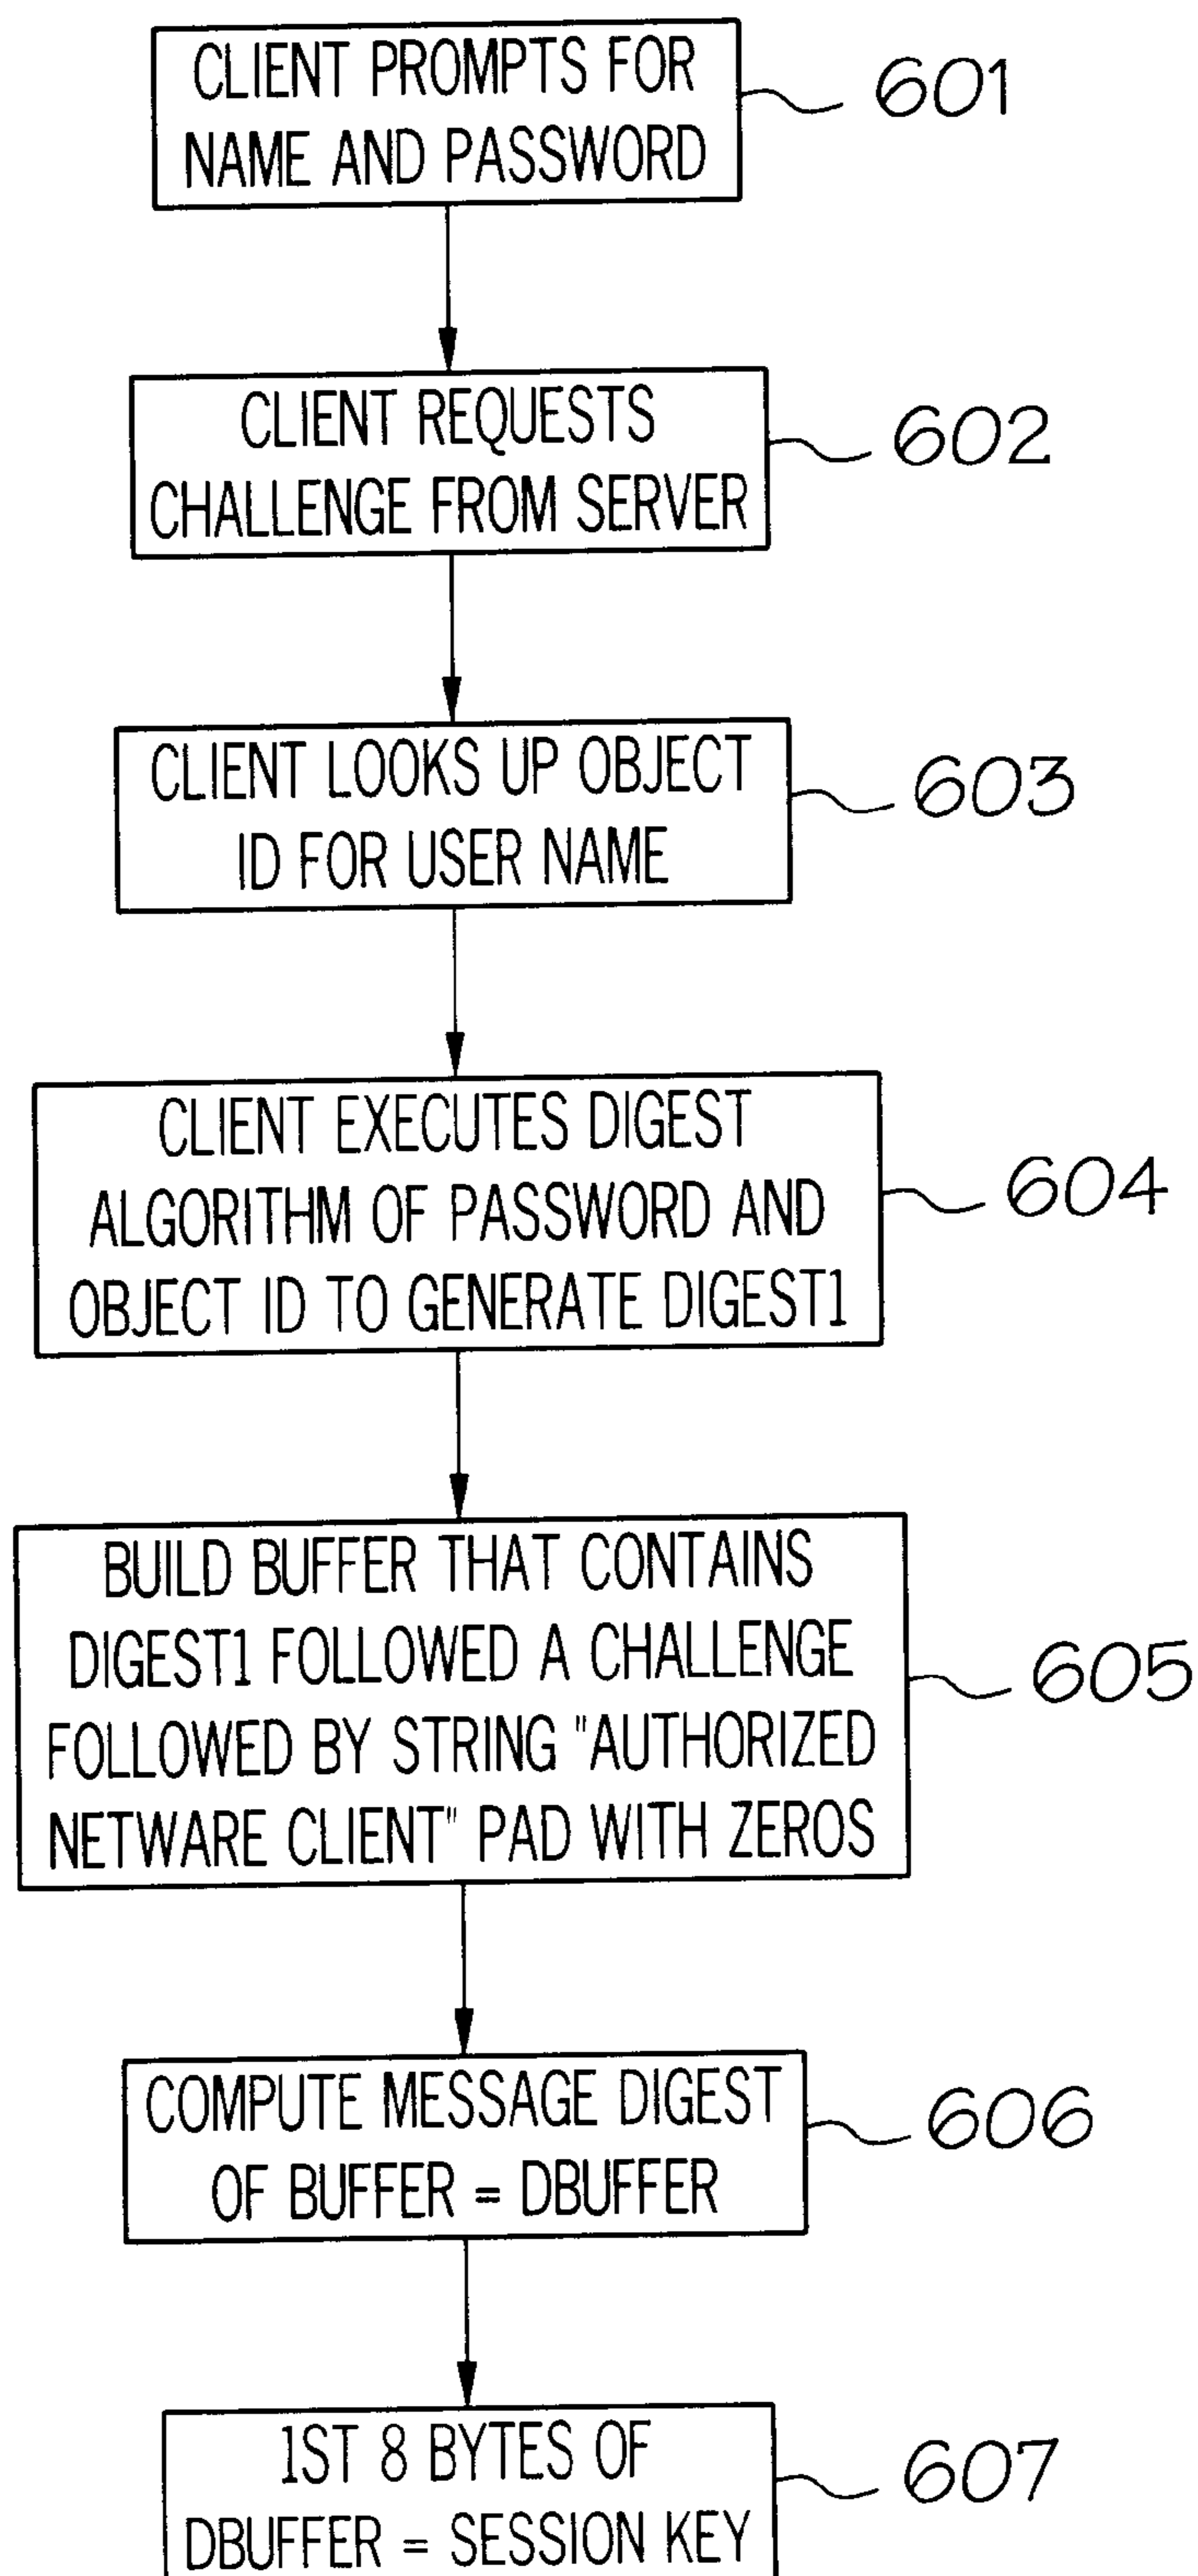 CLIENT PROMPTS FOR
NAME AND PASSWORD
601
CLIENT REQUESTS
CHALLENGE FROM SERVER
602
CLIENT LOOKS UP OBJECT
ID FOR USER NAME
603
CLIENT EXECUTES DIGEST
ALGORITHM OF PASSWORD AND
OBJECT ID TO GENERATE DIGEST1
604
BUILD BUFFER THAT CONTAINS
DIGEST1 FOLLOWED A CHALLENGE
FOLLOWED BY STRING "AUTHORIZED
NETWARE CLIENT" PAD WITH ZEROS
605
COMPUTE MESSAGE DIGEST
OF BUFFER = DBUFFER
606
1ST 8 BYTES OF
DBUFFER = SESSION KEY
607